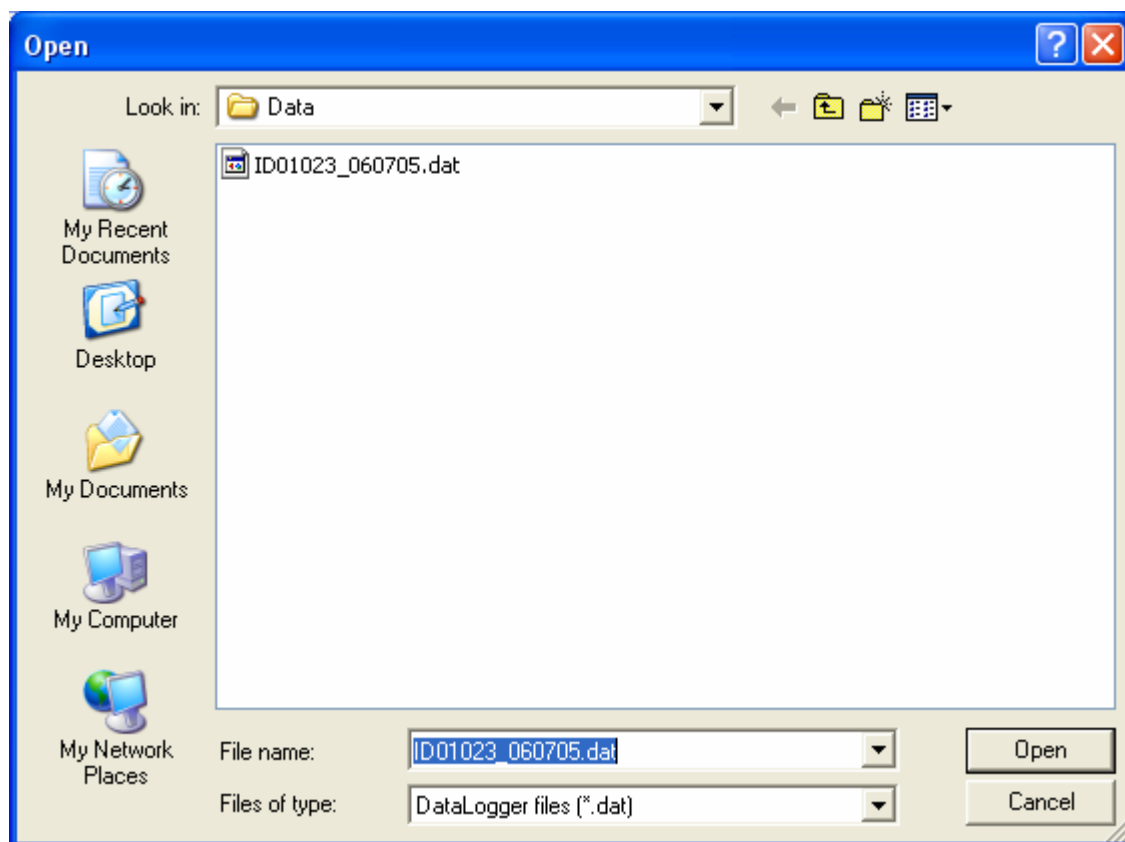 Open
Look in: Data
ID01023_060705.dat
My Recent
Documents
Desktop
My Documents
My Computer
My Network
Places
File name: ID01023_060705.dat Open
Files of type: DataLogger files (*.dat) Cancel